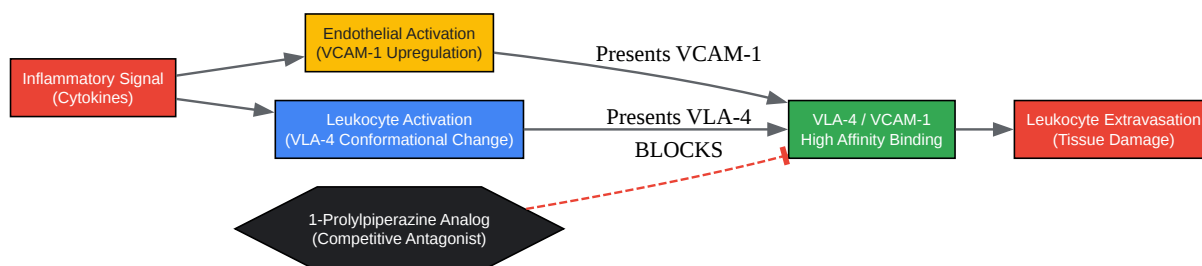 Inflammatory Signal
(Cytokines)
Endothelial Activation
(VCAM-1 Upregulation)
Leukocyte Activation
(VLA-4 Conformational Change)
1-Prolylpiperazine Analog
(Competitive Antagonist)
Presents VCAM-1
Presents VLA-4
BLOCKS
VLA-4 / VCAM-1
High Affinity Binding
Leukocyte Extravasation
(Tissue Damage)